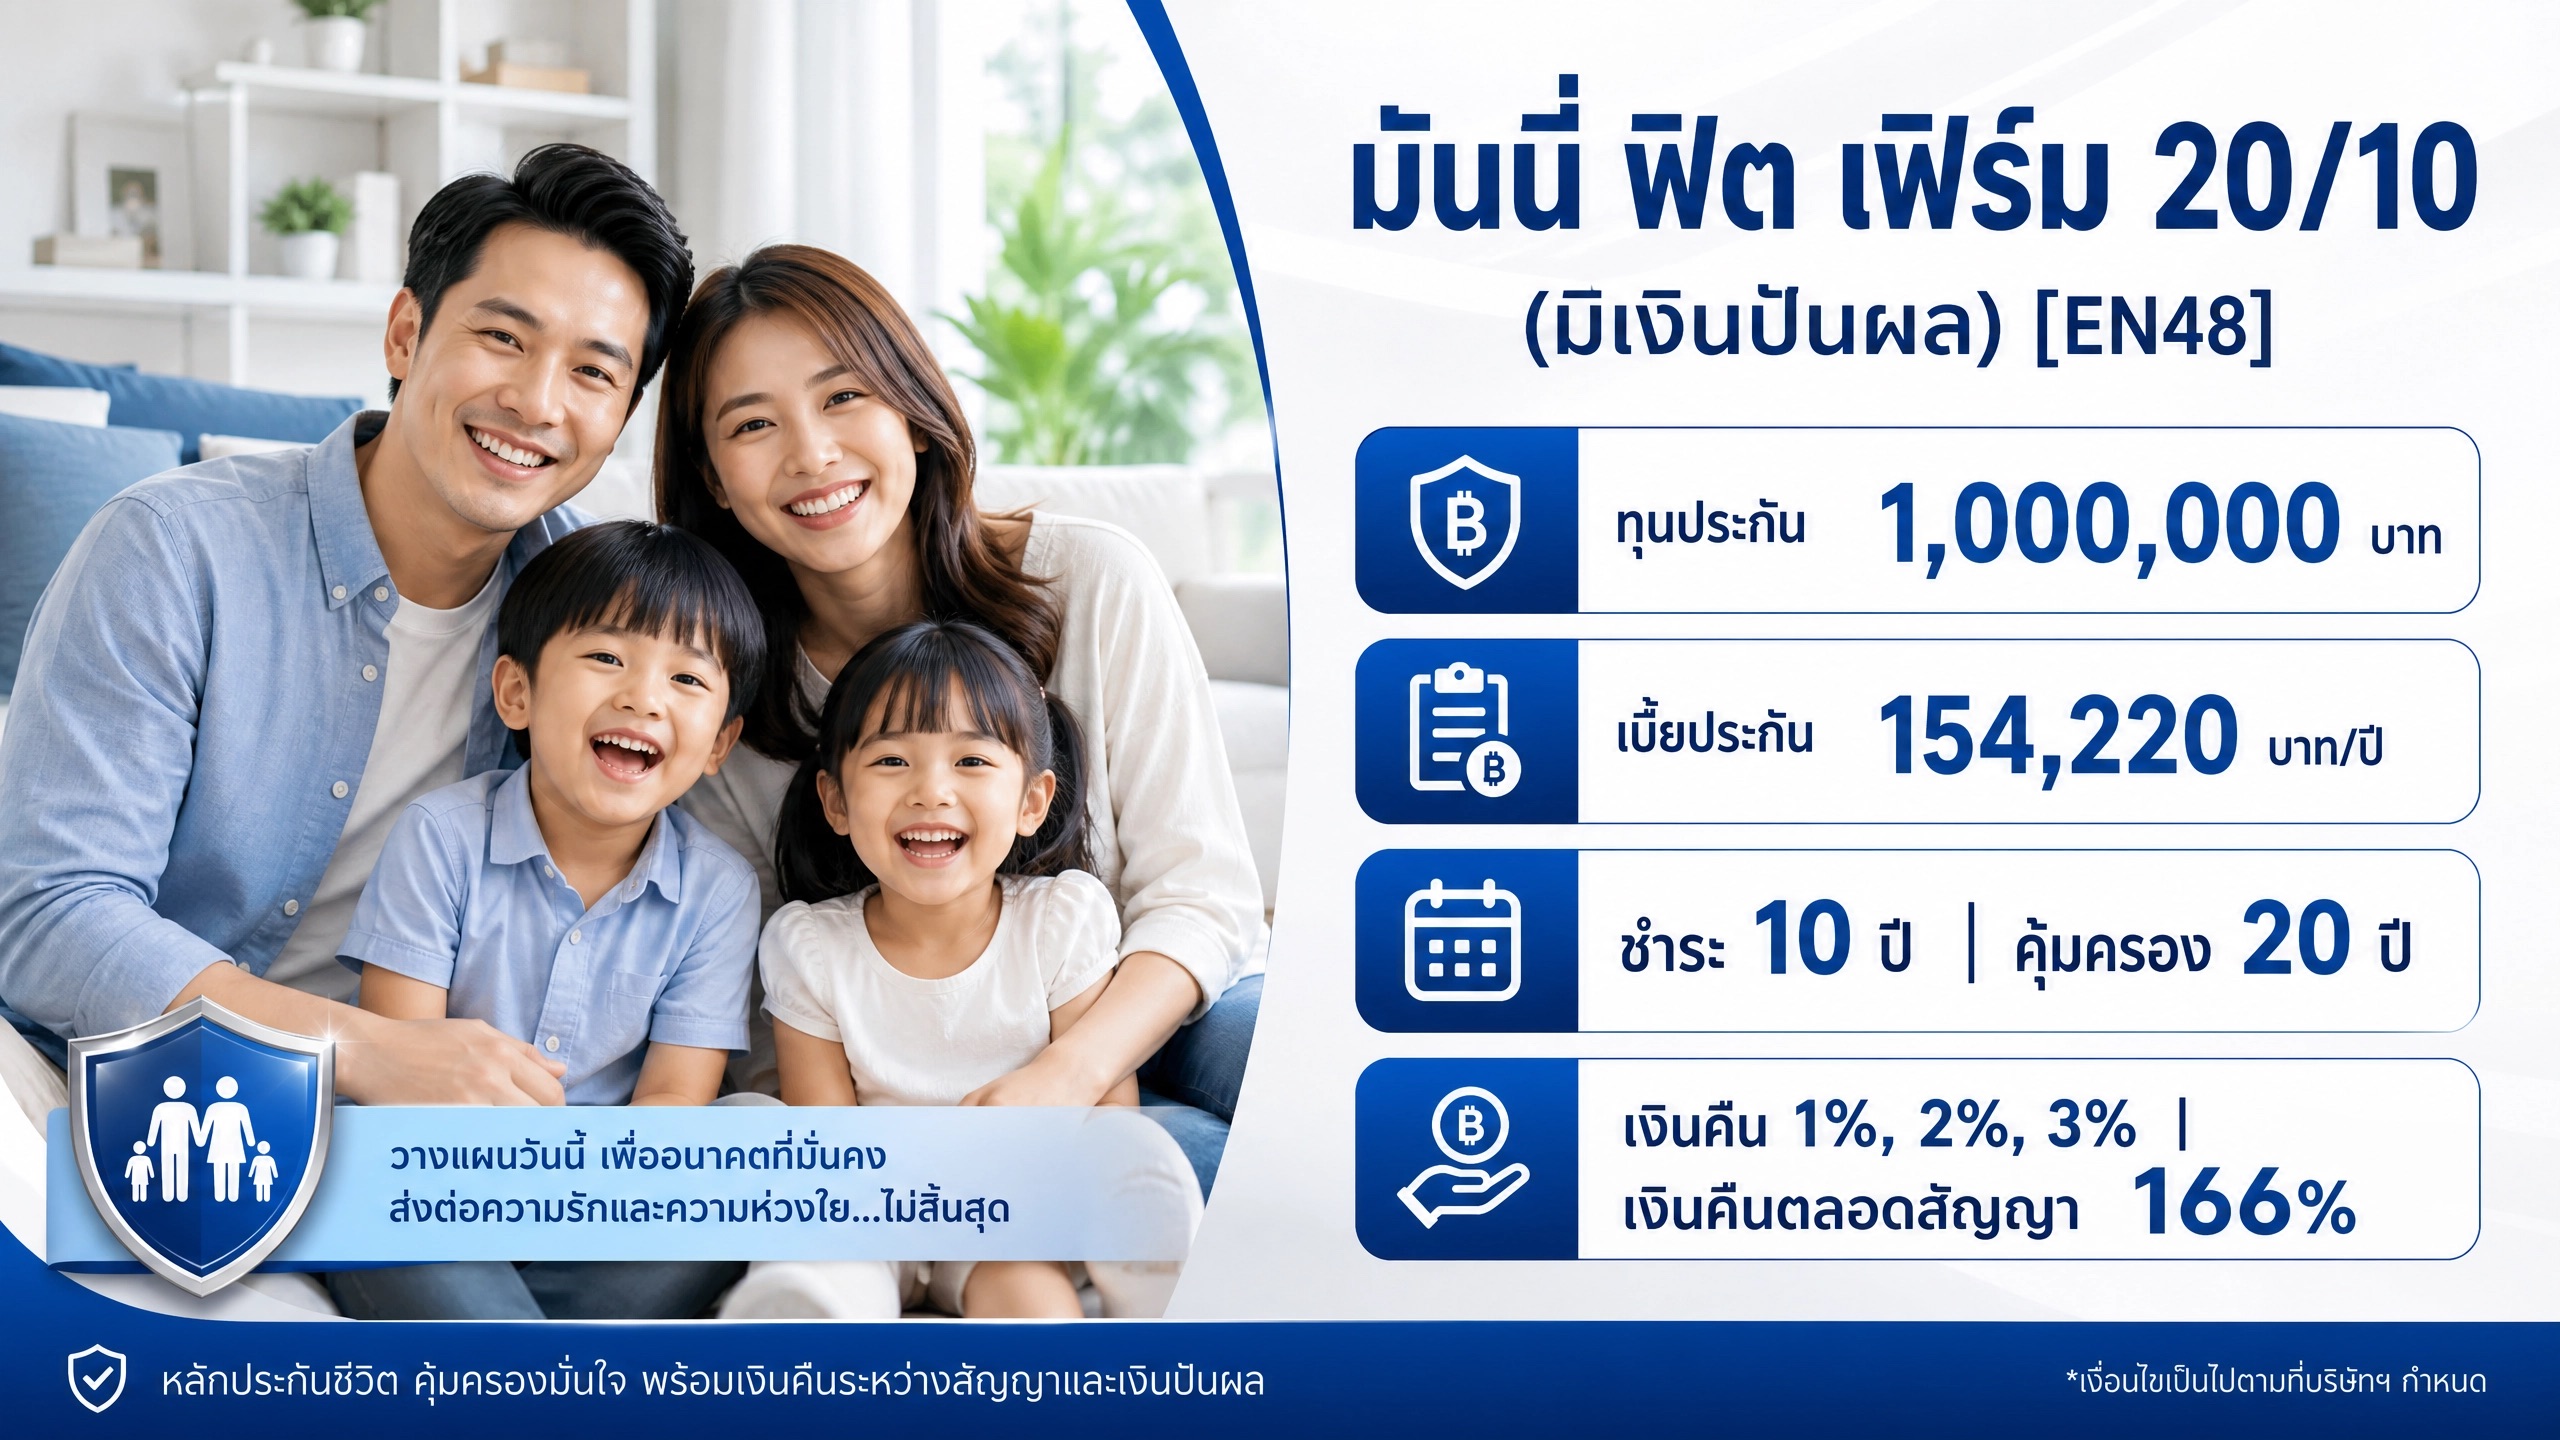 มันนี่ ฟิต เฟิร์ม 20/10
(มีเงินปันผล) [EN48]
ทุนประกัน 1,000,000 บาท
เบี้ยประกัน 154,220 บาท/ปี
ชำระ 10 ปี | คุ้มครอง 20 ปี
เงินคืน 1%, 2%, 3% |
เงินคืนตลอดสัญญา 166%
วางแผนวันนี้ เพื่ออนาคตที่มั่นคง
ส่งต่อความรักและความห่วงใย...ไม่สิ้นสุด
หลักประกันชีวิต คุ้มครองมั่นใจ พร้อมเงินคืนระหว่างสัญญาและเงินปันผล
*เงื่อนไขเป็นไปตามที่บริษัทฯ กำหนด